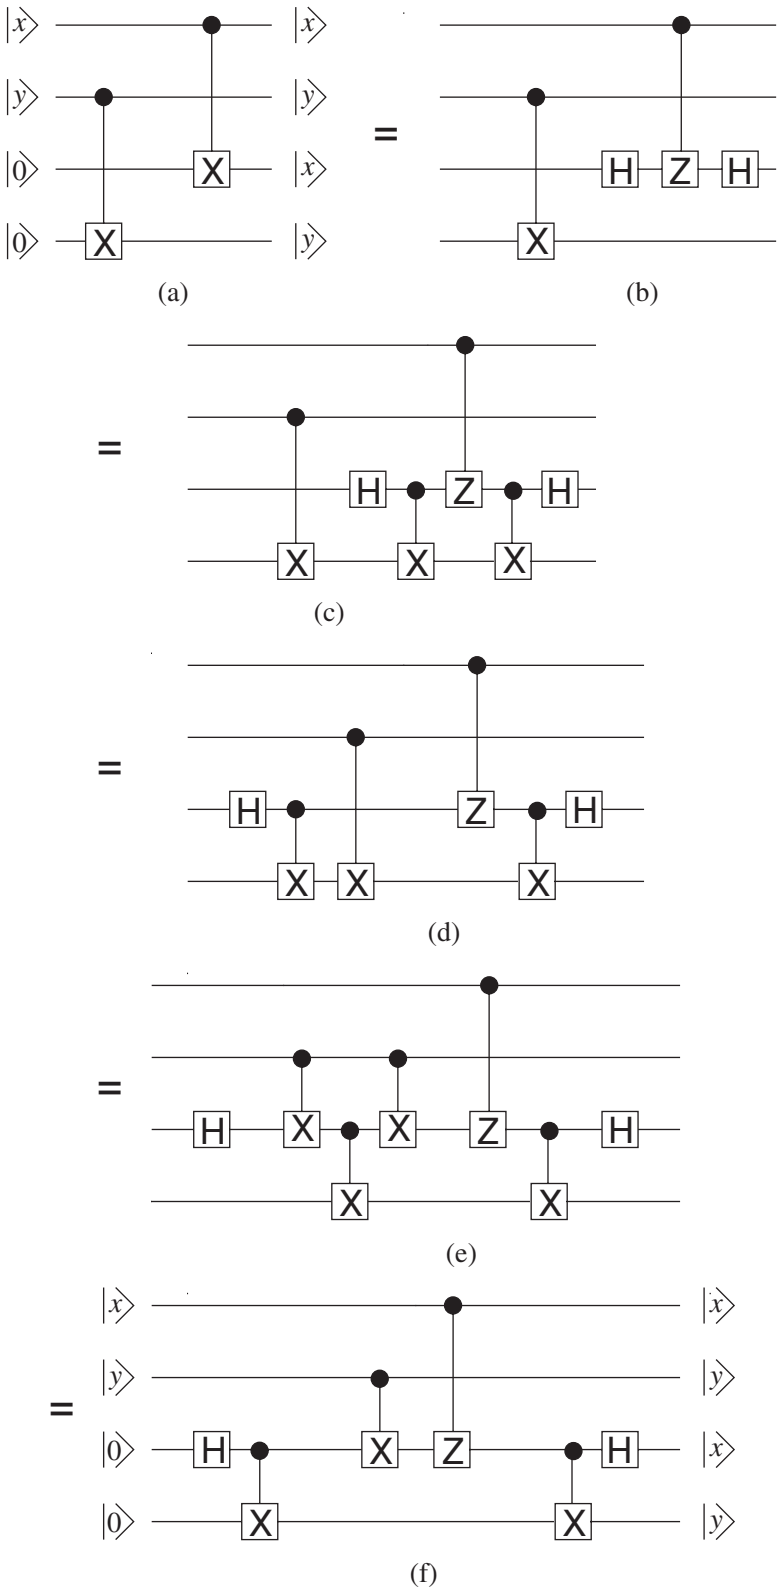 |x> |x>
|y> |y>
= H Z H
|0> X |x>
|0> X |y> X
(a) (b)
=
H Z H
X X X
(c)
=
H Z H
X X X
(d)
=
H X X Z H
X X
(e)
|x> |x>
|y> |y>
=
|0> H X Z H |x>
|0> X X |y>
(f)